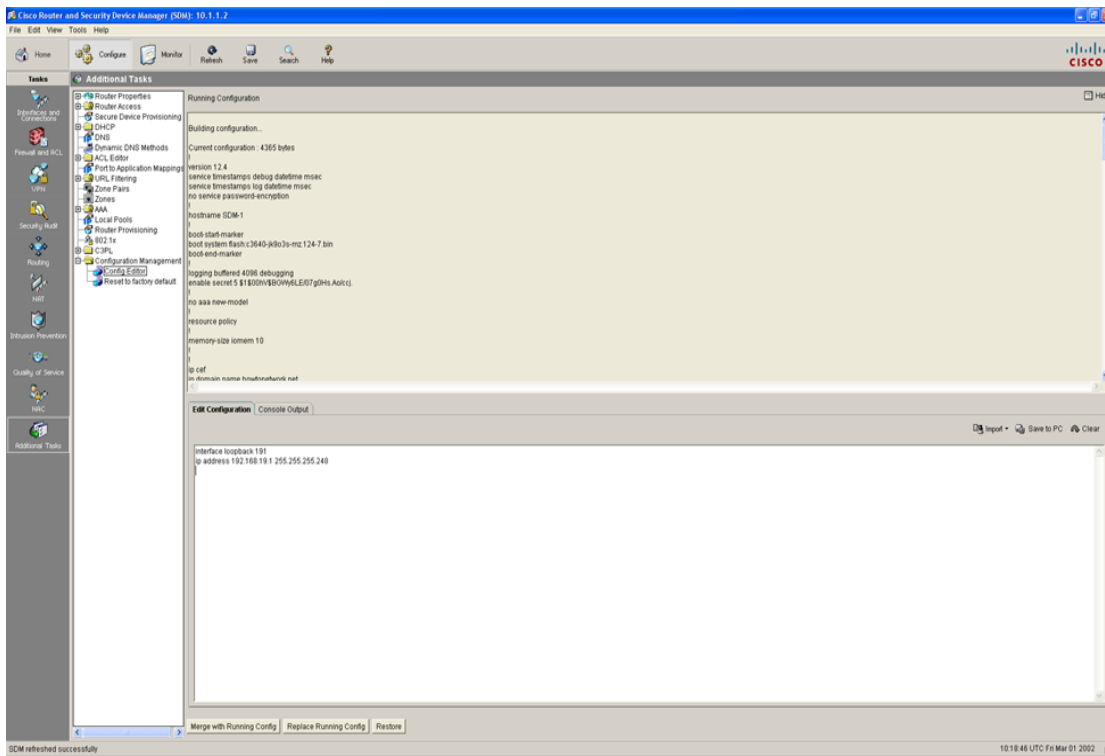 Cisco Router and Security Device Manager (SDM): 10.1.1.2
File Edit View Tools Help
Home Configure Monitor Refresh Save Search Help
CISCO
Tasks
Additional Tasks
Interfaces and Connections
Firewall and ACL
VPN
Security Audit
Routing
NAT
Intrusion Prevention
Quality of Service
NAC
Additional Tasks
Router Properties
Router Access
Secure Device Provisioning
DHCP
DNS
Dynamic DNS Methods
ACL Editor
Port to Application Mappings
URL Filtering
Zone Pairs
Zones
AAA
Local Pools
Router Provisioning
802.1x
C3PL
Configuration Management
Config Editor
Reset to factory default
Running Configuration
Hid
Building configuration...
Current configuration : 4365 bytes
!
version 12.4
service timestamps debug datetime msec
service timestamps log datetime msec
no service password-encryption
!
hostname SDM-1
!
boot-start-marker
boot system flash:c3640-jk9o3s-mz.124-7.bin
boot-end-marker
!
logging buffered 4096 debugging
enable secret 5
!
no aaa new-model
!
resource policy
!
memory-size iomem 10
!
!
ip cef
ip domain name howtonetwork.net
Edit Configuration Console Output
Import Save to PC Clear
interface loopback 191
ip address 192.168.19.1 255.255.255.248
Merge with Running Config Replace Running Config Restore
SDM refreshed successfully
10:18:46 UTC Fri Mar 01 2002